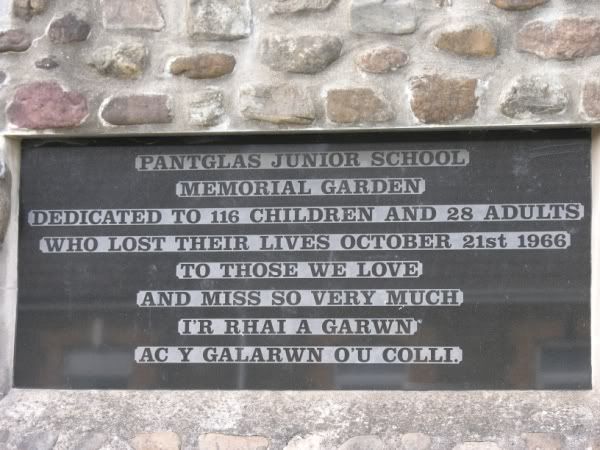 PANTGLAS JUNIOR SCHOOL
MEMORIAL GARDEN
DEDICATED TO 116 CHILDREN AND 28 ADULTS
WHO LOST THEIR LIVES OCTOBER 21st 1966
TO THOSE WE LOVE
AND MISS SO VERY MUCH
I'R RHAI A GARWN
AC Y GALARWN O'U COLLI.